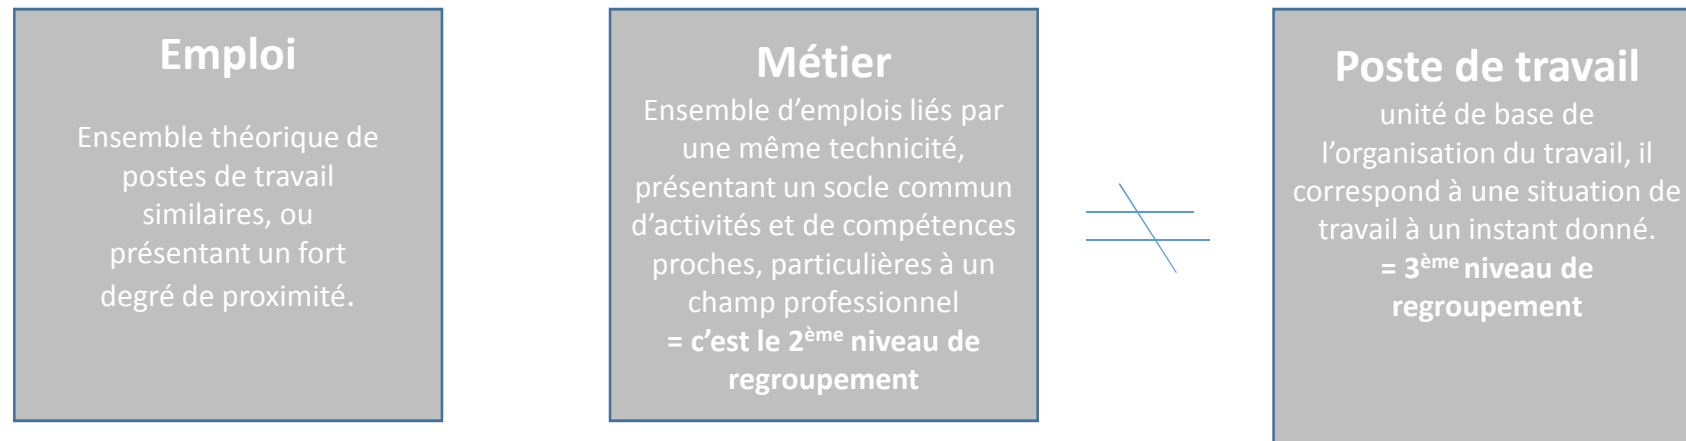 Emploi
Ensemble théorique de
postes de travail
similaires, ou
présentant un fort
degré de proximité.
Métier
Ensemble d’emplois liés par
une même technicité,
présentant un socle commun
d’activités et de compétences
proches, particulières à un
champ professionnel
= c’est le 2ème niveau de
regroupement
Poste de travail
unité de base de
l’organisation du travail, il
correspond à une situation de
travail à un instant donné.
= 3ème niveau de
regroupement